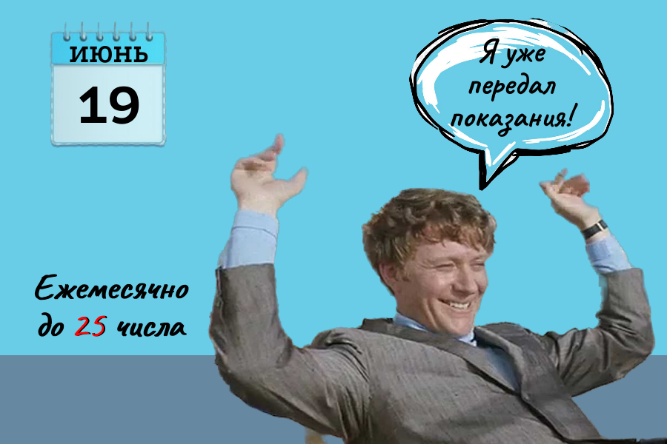 ИЮНЬ
19
Я уже
передал
показания!
Ежемесячно
до 25 числа